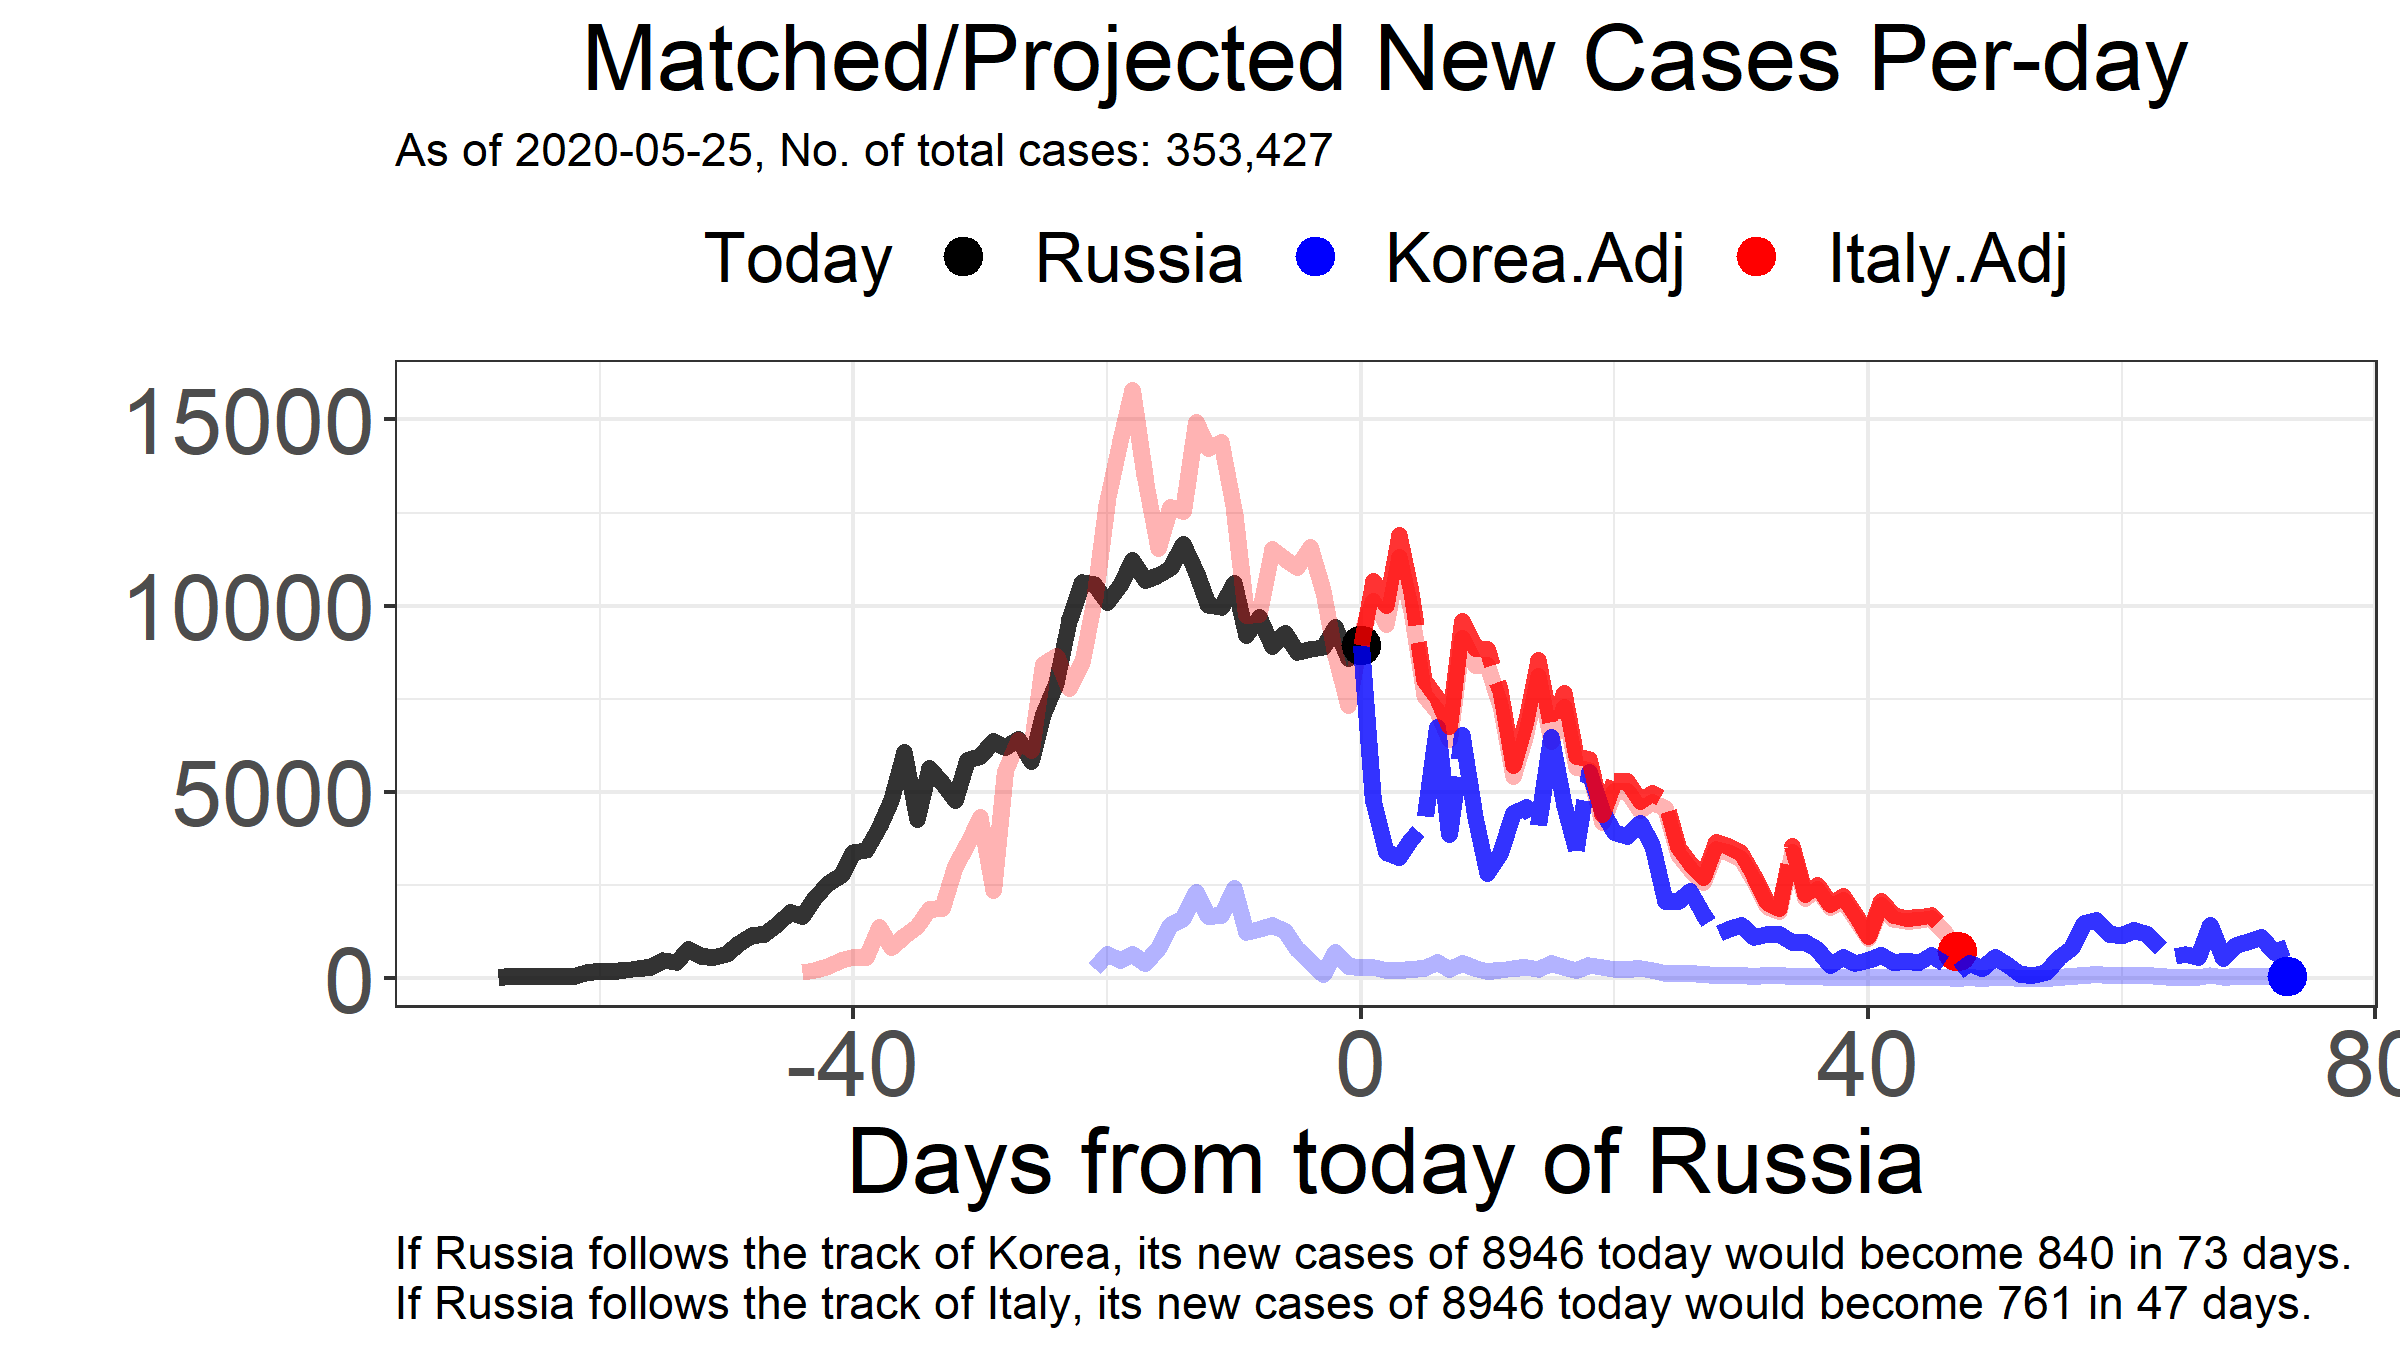 Matched/Projected New Cases Per-day
As of 2020-05-25, No. of total cases: 353,427
Today Russia Korea.Adj Italy.Adj
15000
10000
5000
0
-40 0 40 80
Days from today of Russia
If Russia follows the track of Korea, its new cases of 8946 today would become 840 in 73 days.
If Russia follows the track of Italy, its new cases of 8946 today would become 761 in 47 days.